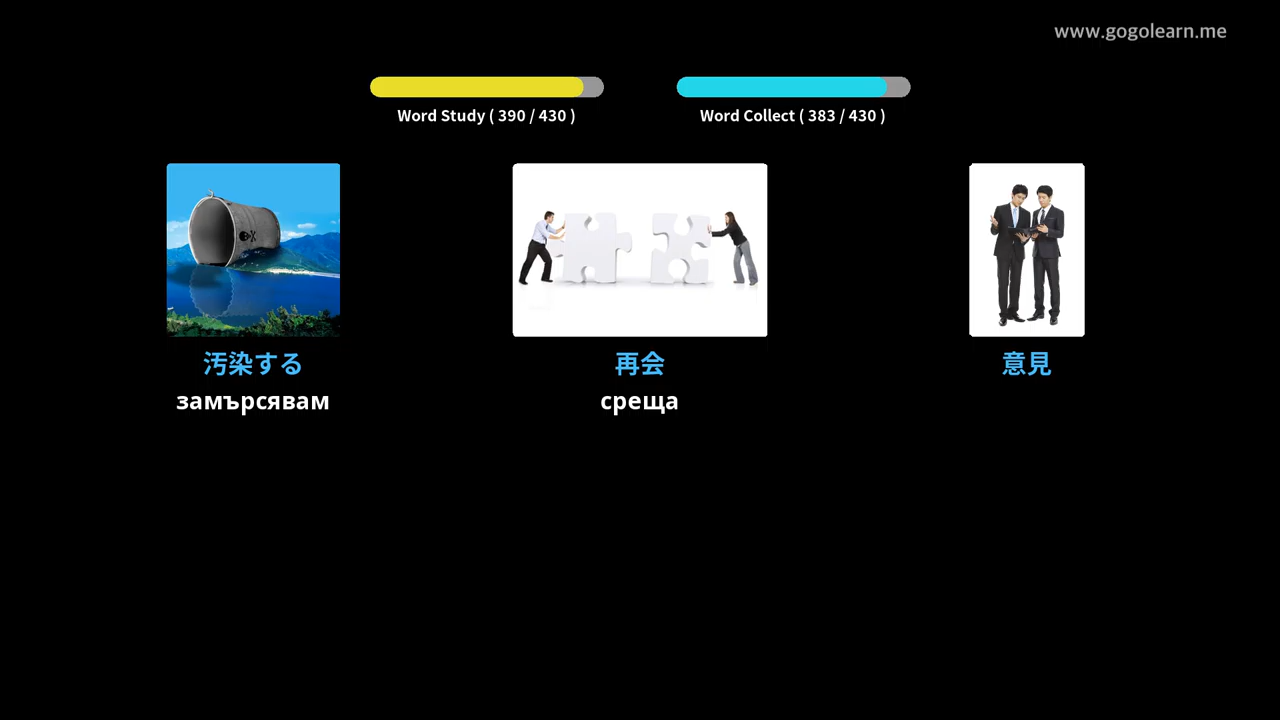 www.gogolearn.me
Word Study ( 390 / 430 )
Word Collect ( 383 / 430 )
汚染する
再会
意見
замърсявам
среща